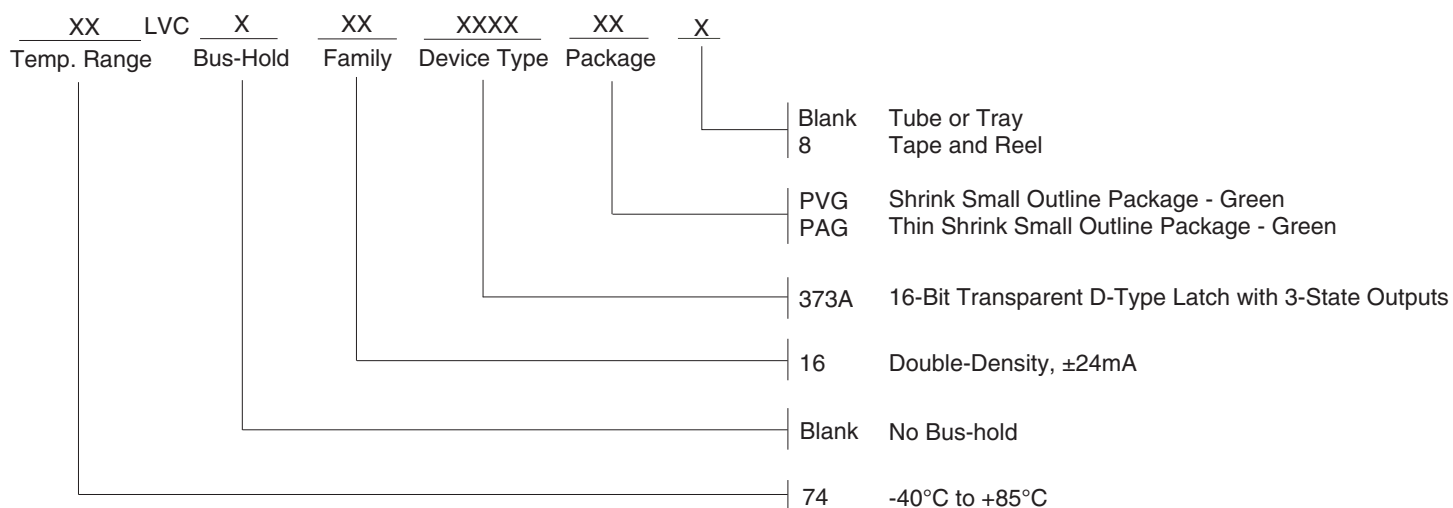 XX LVC X XX XXXX XX X
Temp. Range Bus-Hold Family Device Type Package
Blank Tube or Tray
8 Tape and Reel
PVG Shrink Small Outline Package - Green
PAG Thin Shrink Small Outline Package - Green
373A 16-Bit Transparent D-Type Latch with 3-State Outputs
16 Double-Density, ±24mA
Blank No Bus-hold
74 -40°C to +85°C